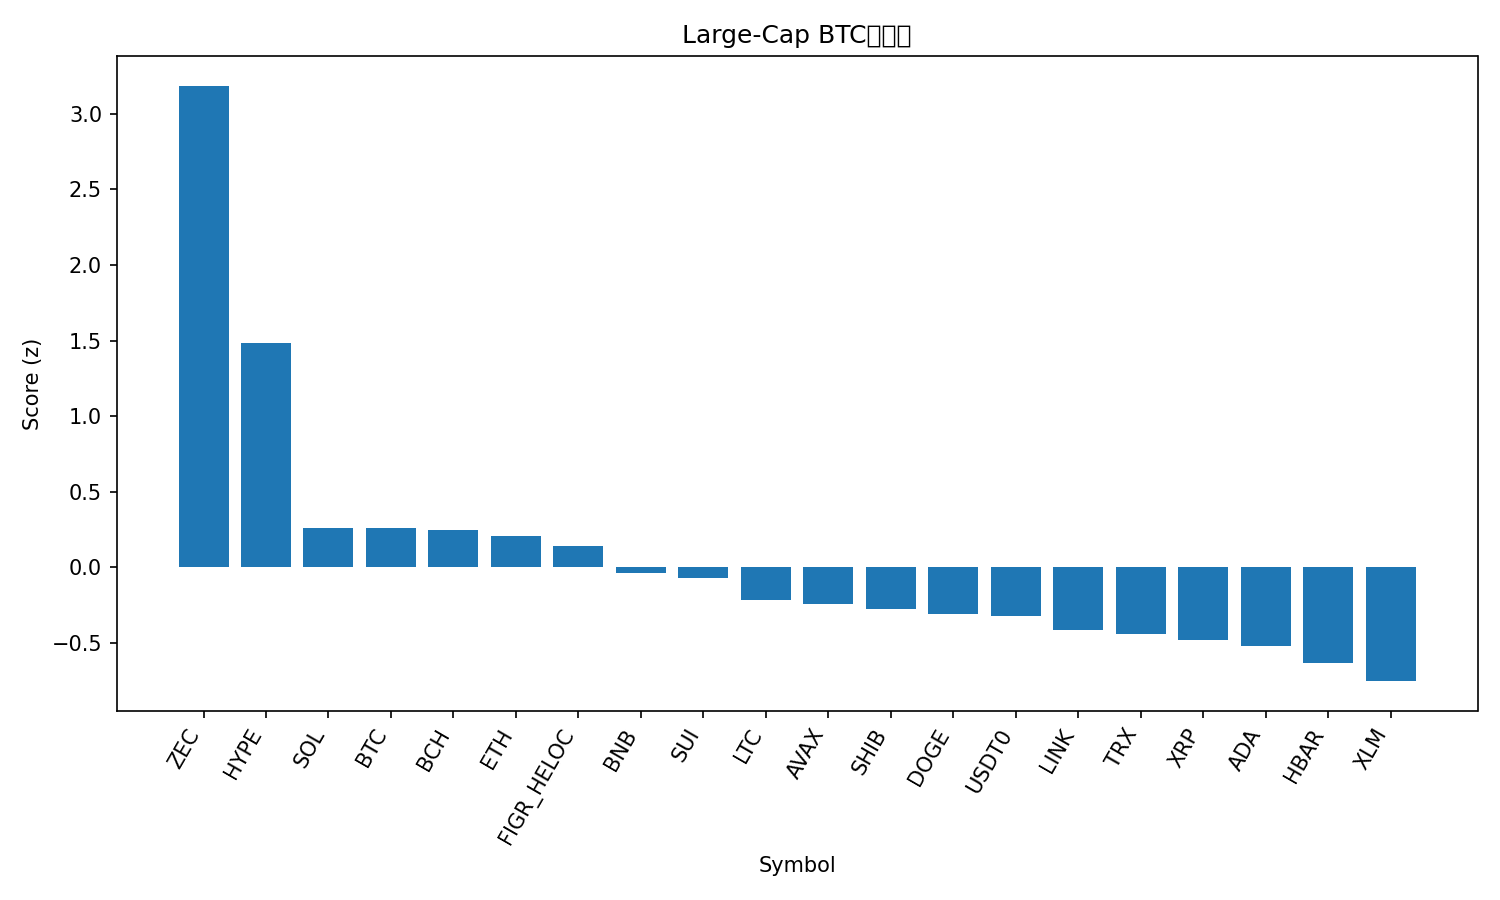 Large-Cap BTC
3.0
2.5
2.0
1.5
1.0
0.5
0.0
−0.5
Score (z)
ZEC
HYPE
SOL
BTC
BCH
ETH
FIGR_HELOC
BNB
SUI
LTC
AVAX
SHIB
DOGE
USDT0
LINK
TRX
XRP
ADA
HBAR
XLM
Symbol